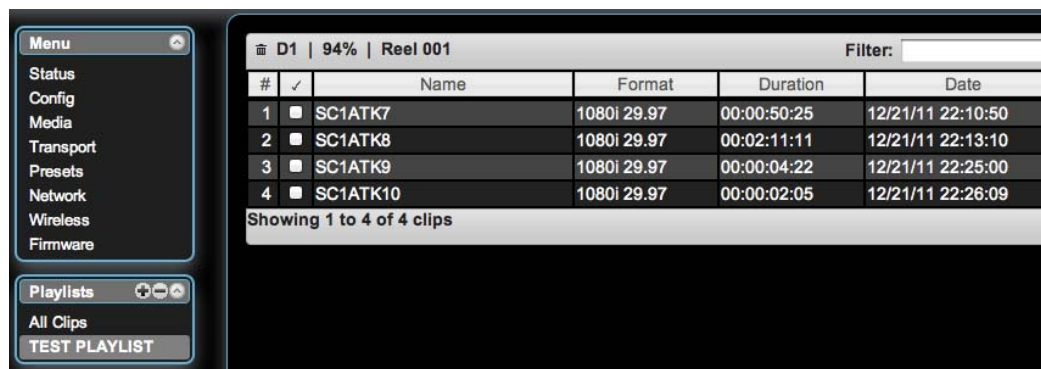 Menu
Status
Config
Media
Transport
Presets
Network
Wireless
Firmware
Playlists
All Clips
TEST PLAYLIST
D1 | 94% | Reel 001 Filter:
# ✓ Name Format Duration Date
1 SC1ATK7 1080i 29.97 00:00:50:25 12/21/11 22:10:50
2 SC1ATK8 1080i 29.97 00:02:11:11 12/21/11 22:13:10
3 SC1ATK9 1080i 29.97 00:00:04:22 12/21/11 22:25:00
4 SC1ATK10 1080i 29.97 00:00:02:05 12/21/11 22:26:09
Showing 1 to 4 of 4 clips